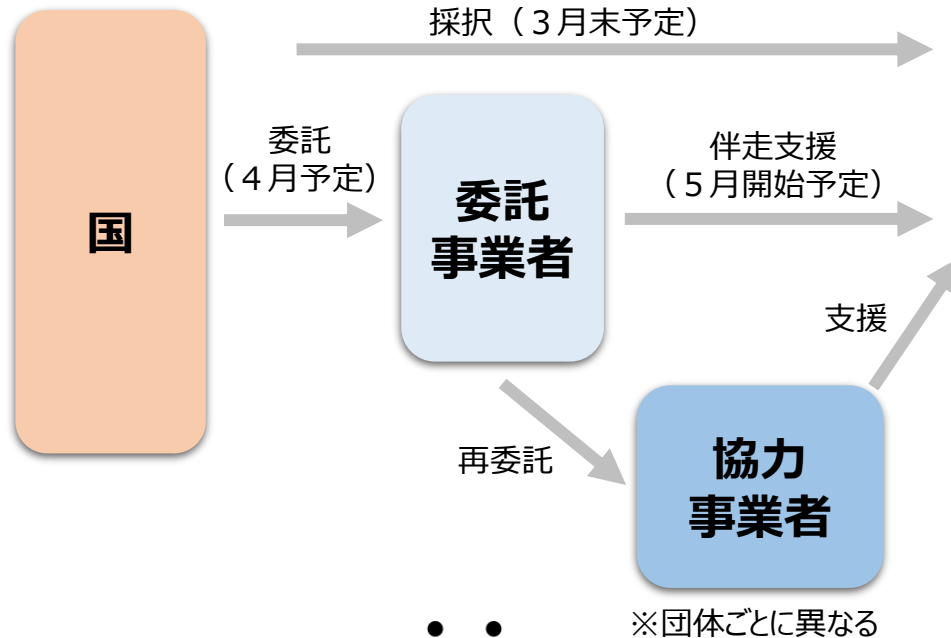 採択（３月末予定）
委託
（４月予定）
国
委託
事業者
伴走支援
（５月開始予定）
支援
再委託
協力
事業者
※団体ごとに異なる